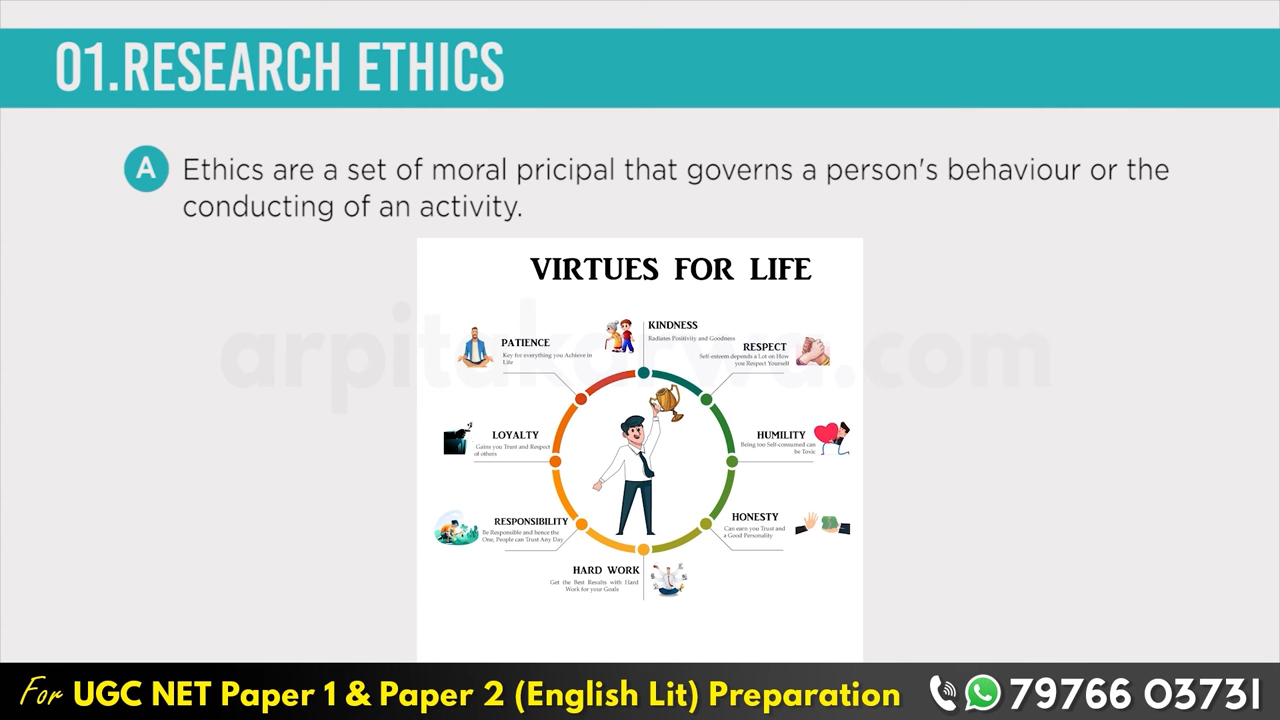 01.RESEARCH ETHICS
A Ethics are a set of moral pricipal that governs a person's behaviour or the
conducting of an activity.
VIRTUES FOR LIFE
KINDNESS
Radiates Positivity and Goodness
PATIENCE
Key for everything you Achieve in
Life
RESPECT
Self-esteem depends a Lot on How
you Respect Yourself
LOYALTY
Gains you Trust and Respect
of others
HUMILITY
Being too Self-consumed can
be Toxic
RESPONSIBILITY
Be Responsible and hence the
One, People can Trust Any Day
HONESTY
Can earn you Trust and
a Good Personality
HARD WORK
Get the Best Results with Hard
Work for your Goals
arpitakarwa.com
For UGC NET Paper 1 & Paper 2 (English Lit) Preparation 79766 03731